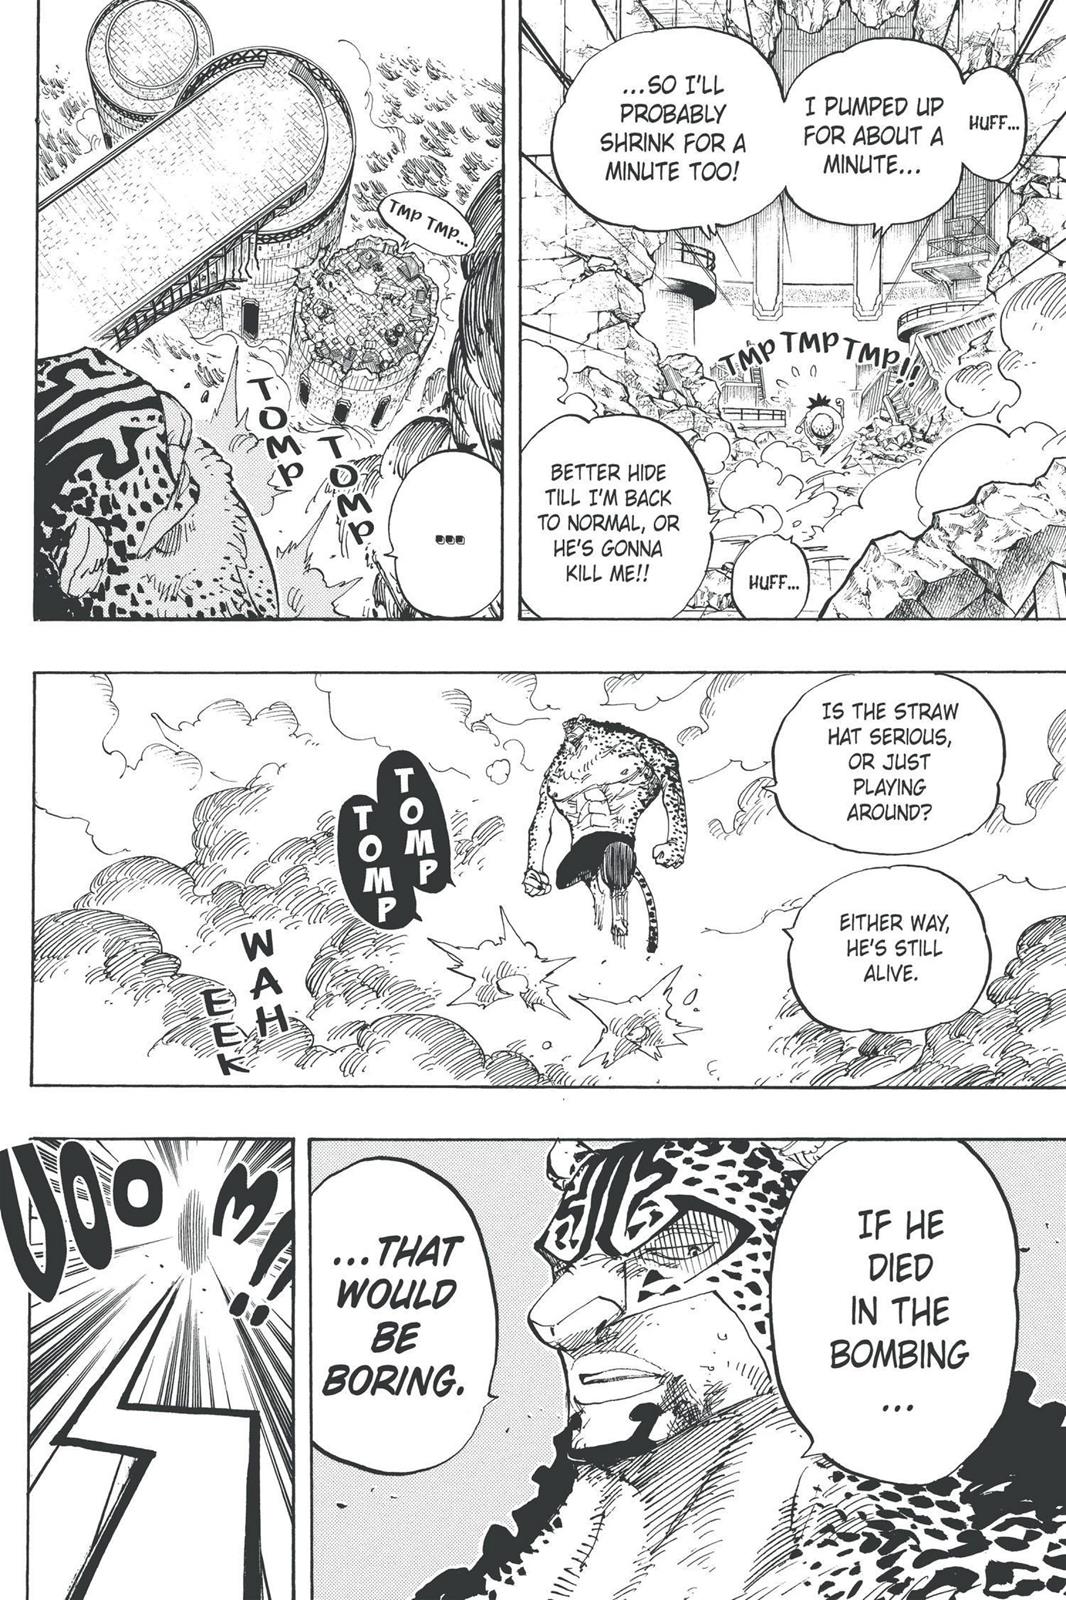 HUFF...
I PUMPED UP
FOR ABOUT A
MINUTE...
...SO I'LL
PROBABLY
SHRINK FOR A
MINUTE TOO!
TMP TMP TMP!!
HUFF...
BETTER HIDE
TILL I'M BACK
TO NORMAL, OR
HE'S GONNA
KILL ME!!
TMP TMP...
TOMP
TOMP
...
IS THE STRAW
HAT SERIOUS,
OR JUST
PLAYING
AROUND?
EITHER WAY,
HE'S STILL
ALIVE.
TOMP
TOMP
WAH
EEK
IF HE
DIED
IN THE
BOMBING
...
...THAT
WOULD
BE
BORING.
VOOM!!